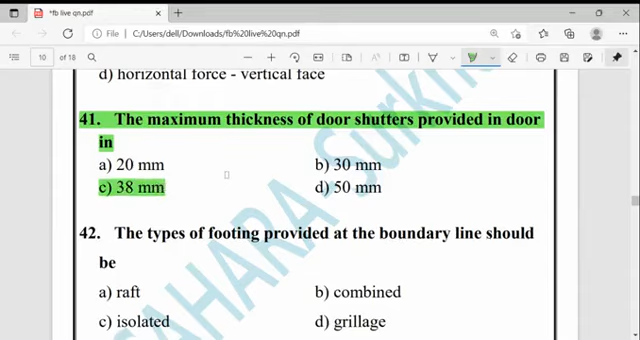 *fb live qn.pdf
File C:/Users/dell/Downloads/fb%20live%20qn.pdf
10 of 18
d) horizontal force - vertical face
41. The maximum thickness of door shutters provided in door
in
a) 20 mm b) 30 mm
c) 38 mm d) 50 mm
42. The types of footing provided at the boundary line should
be
a) raft b) combined
c) isolated d) grillage
SAHARA-Surkh